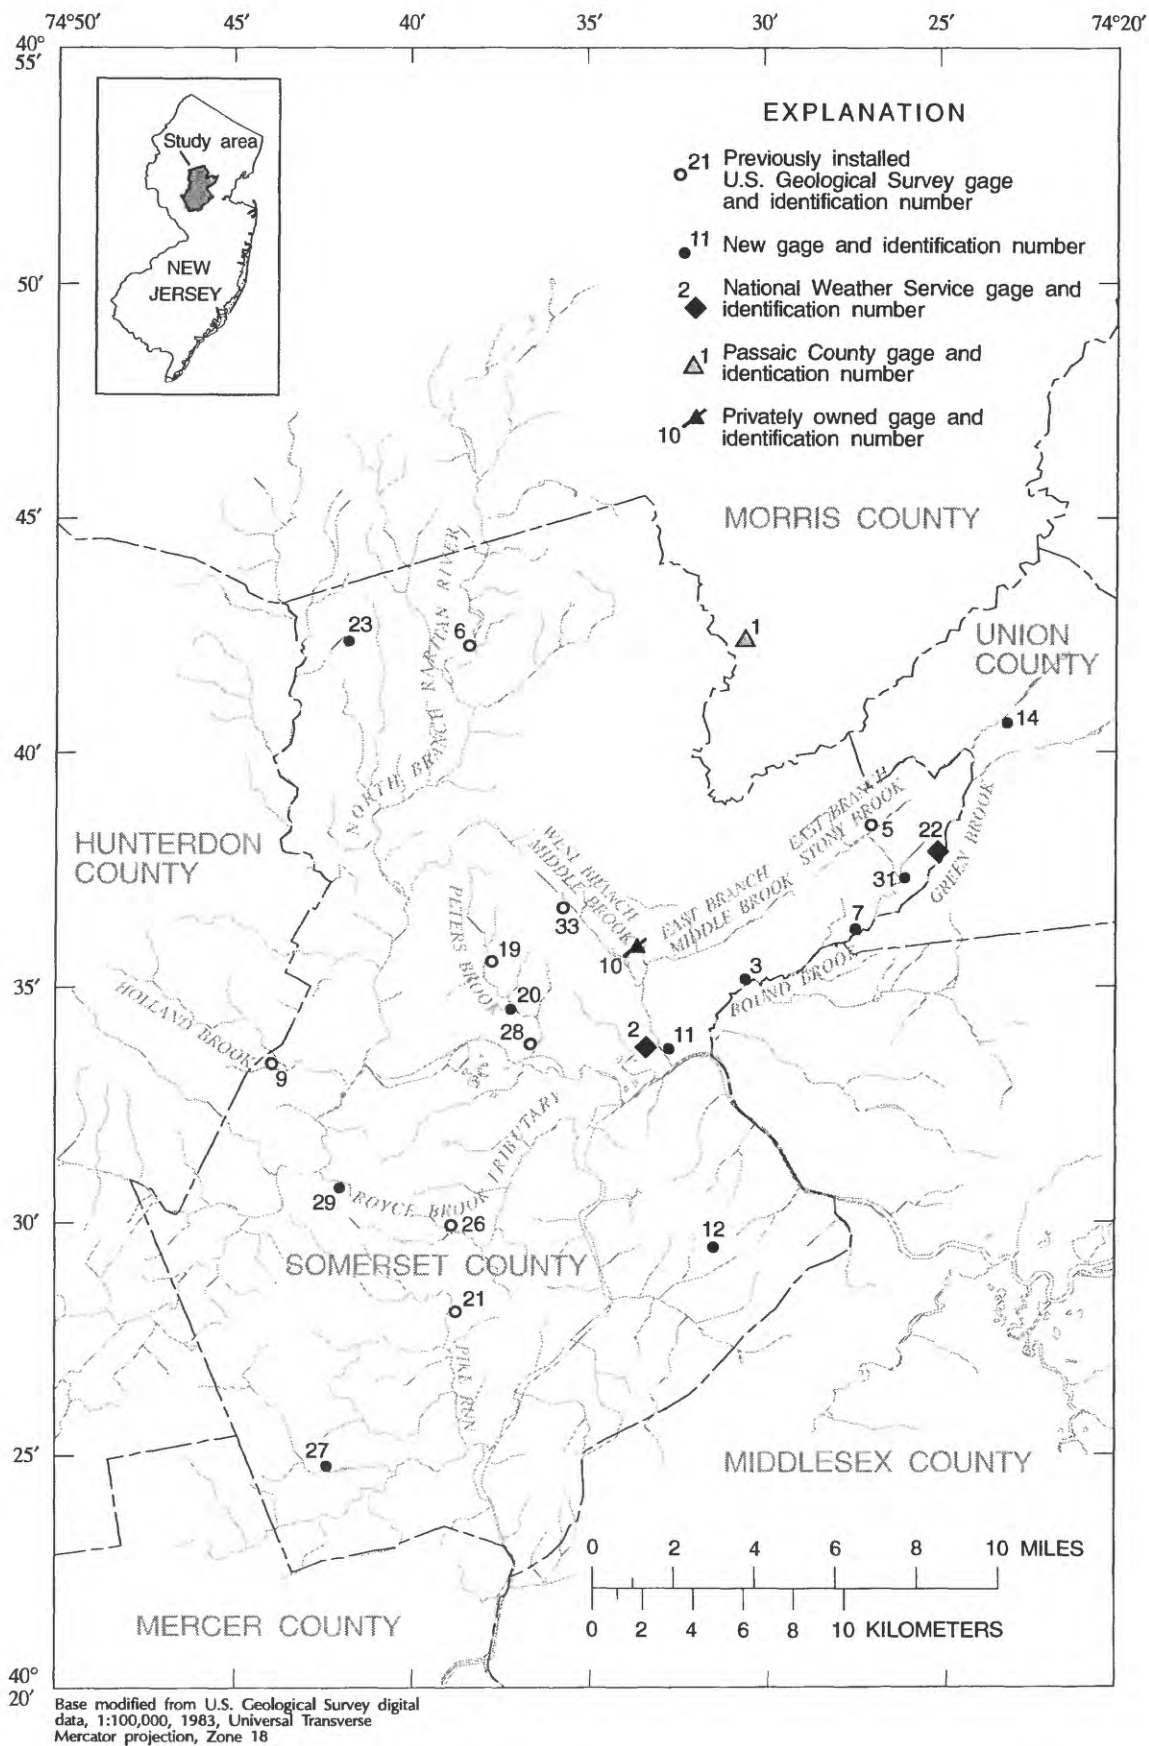 74°50′ 45′ 40′ 35′ 30′ 25′ 74°20′
40°
55′
EXPLANATION
Study area
NEW
JERSEY
21 Previously installed
U.S. Geological Survey gage
and identification number
11 New gage and identification number
2 National Weather Service gage and
identification number
1 Passaic County gage and
identication number
10 Privately owned gage and
identification number
50′
45′
MORRIS COUNTY
NORTH BRANCH RARITAN RIVER
23
6
1
UNION
COUNTY
14
40′
HUNTERDON
COUNTY
EAST BRANCH
STONY BROOK
5
22
GREEN BROOK
31
WEST BRANCH
MIDDLE BROOK
EAST BRANCH
MIDDLE BROOK
PETERS BROOK
33
7
10
19
3
BOUND BROOK
35′
20
HOLLAND BROOK
28
2
11
9
29
ROYCE BROOK TRIBUTARY
30′
26
12
SOMERSET COUNTY
21
PIKE RUN
25′
27
MIDDLESEX COUNTY
0 2 4 6 8 10 MILES
0 2 4 6 8 10 KILOMETERS
MERCER COUNTY
40°
20′
Base modified from U.S. Geological Survey digital
data, 1:100,000, 1983, Universal Transverse
Mercator projection, Zone 18